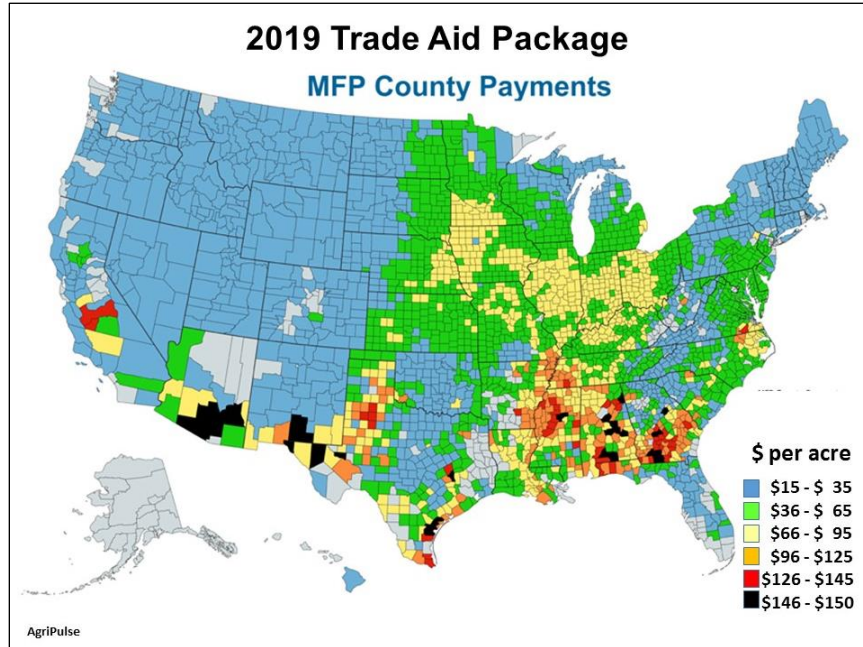 2019 Trade Aid Package
MFP County Payments
$ per acre
$15 - $ 35
$36 - $ 65
$66 - $ 95
$96 - $125
$126 - $145
$146 - $150
AgriPulse